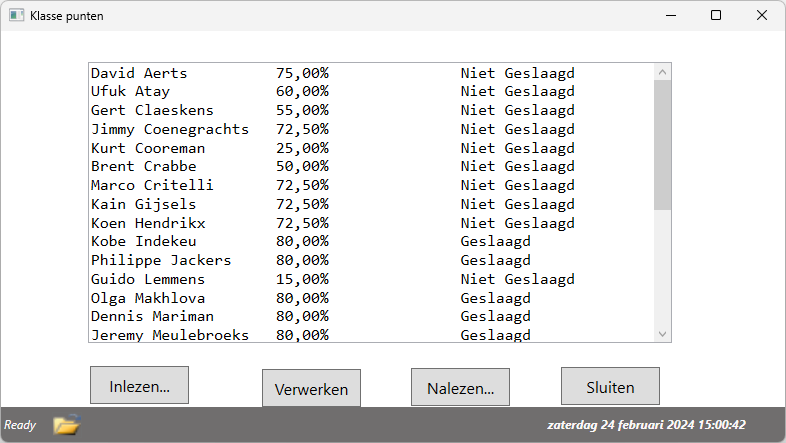 Klasse punten
David Aerts 75,00% Niet Geslaagd
Ufuk Atay 60,00% Niet Geslaagd
Gert Claeskens 55,00% Niet Geslaagd
Jimmy Coenegrachts 72,50% Niet Geslaagd
Kurt Cooreman 25,00% Niet Geslaagd
Brent Crabbe 50,00% Niet Geslaagd
Marco Critelli 72,50% Niet Geslaagd
Kain Gijsels 72,50% Niet Geslaagd
Koen Hendrikx 72,50% Niet Geslaagd
Kobe Indekeu 80,00% Geslaagd
Philippe Jackers 80,00% Geslaagd
Guido Lemmens 15,00% Niet Geslaagd
Olga Makhlova 80,00% Geslaagd
Dennis Mariman 80,00% Geslaagd
Jeremy Meulebroeks 80,00% Geslaagd
Inlezen... Verwerken Nalezen... Sluiten
Ready zaterdag 24 februari 2024 15:00:42